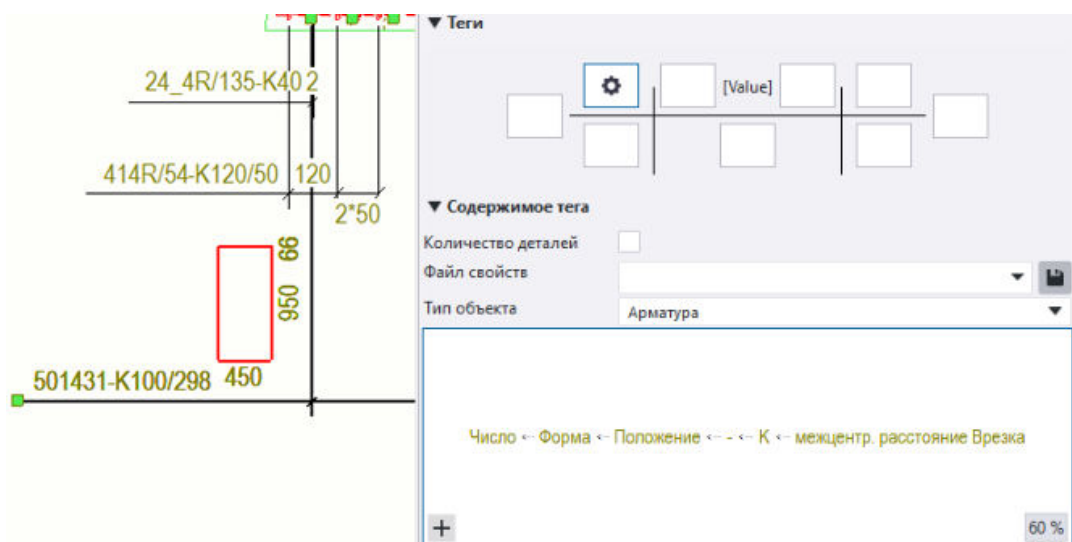 24_4R/135-K40 2
414R/54-K120/50 120
2*50
66
950
450
501431-K100/298
Теги
[Value]
Содержимое тега
Количество деталей
Файл свойств
Тип объекта Арматура
Число ← Форма ← Положение ← - ← К ← межцентр. расстояние Врезка
60 %